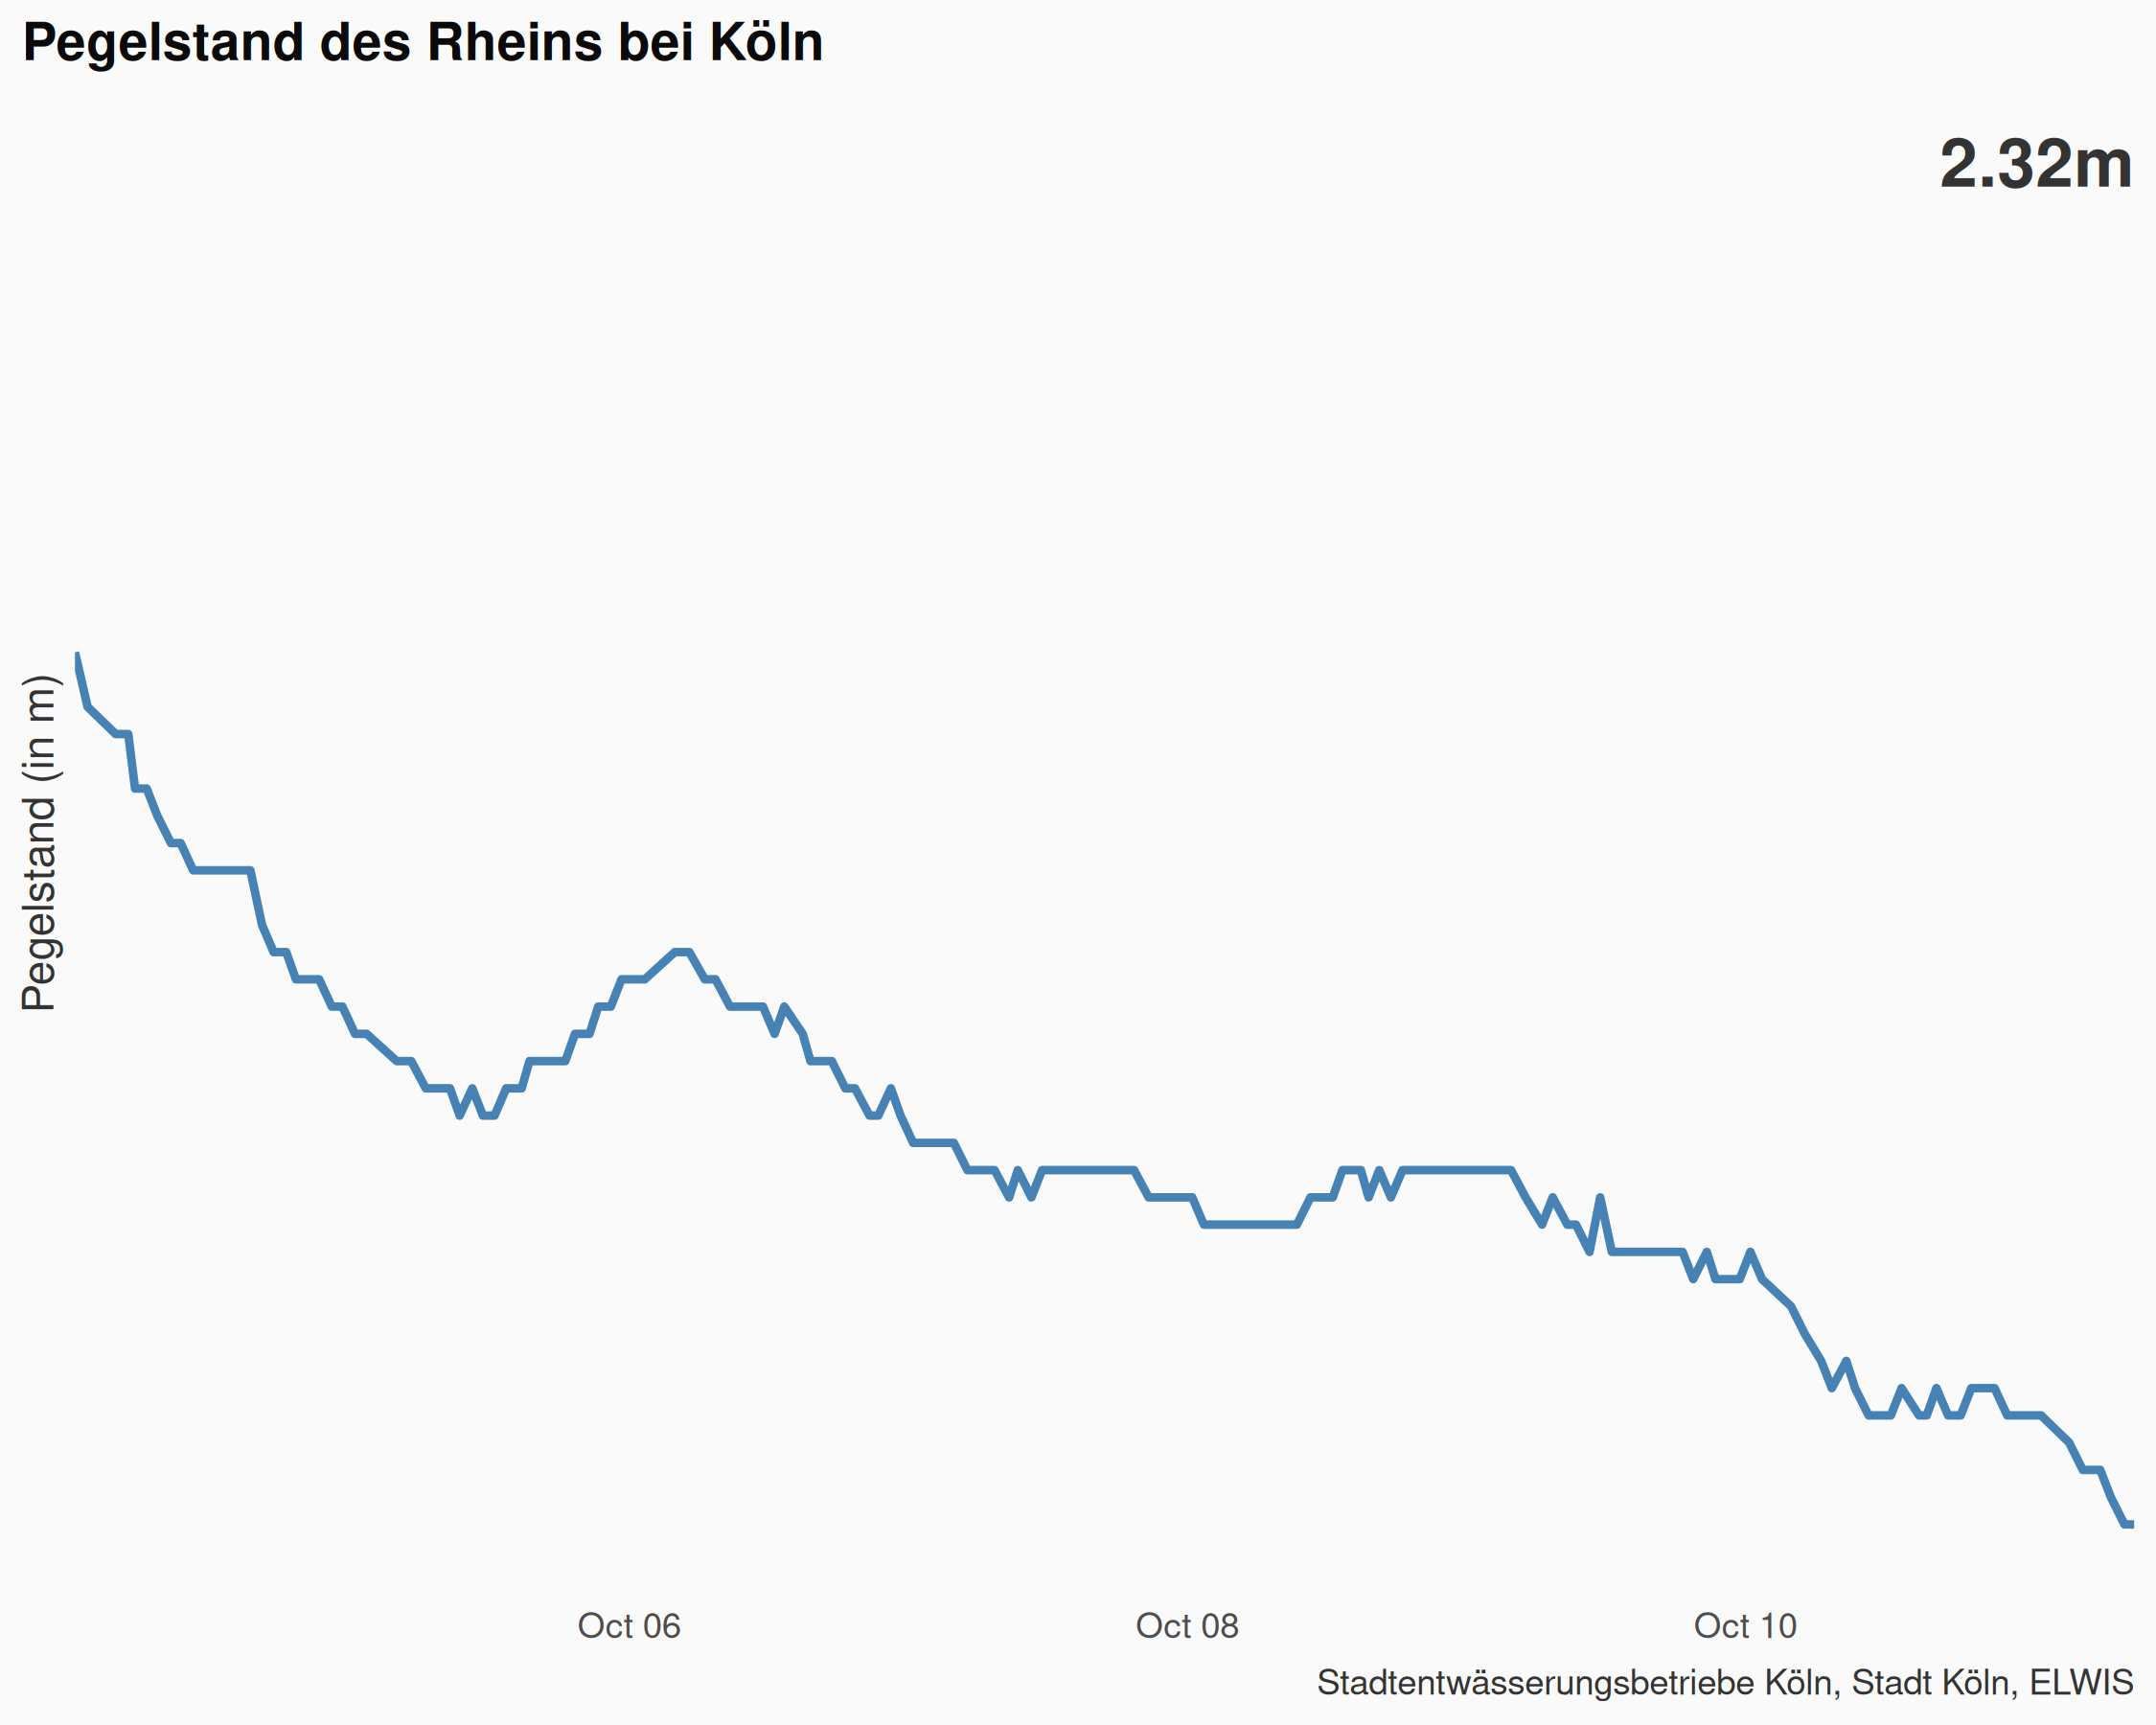 Pegelstand des Rheins bei Köln
2.32m
Pegelstand (in m)
Oct 06
Oct 08
Oct 10
Stadtentwässerungsbetriebe Köln, Stadt Köln, ELWIS